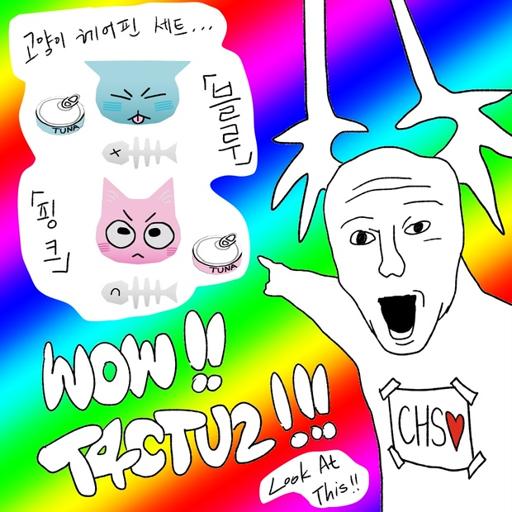 고양이 헤어핀 세트...
TUNA
「블루」
「핑키」
TUNA
WOW!!
T4CTU2!!!
CHS♥
Look At
This!!